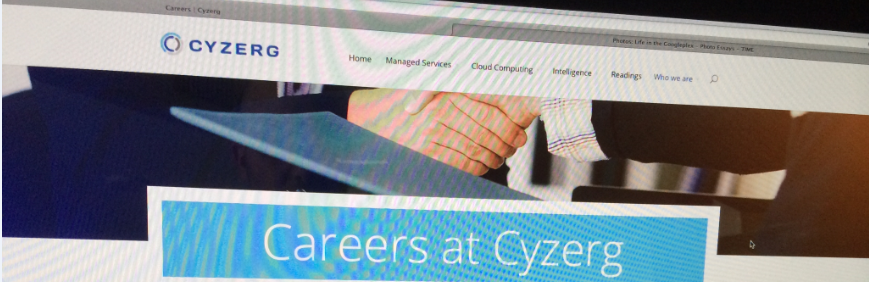 Careers | Cyzerg
Photos: Life in the Googleplex - Photo Essays - TIME
CYZERG
Home Managed Services Cloud Computing Intelligence Readings Who we are
Careers at Cyzerg